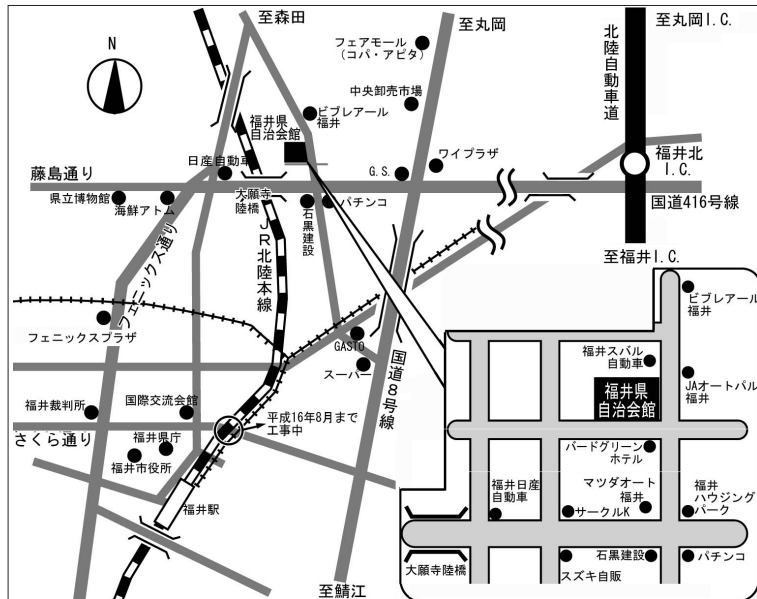 至森田
至丸岡
至丸岡I.C.
N
フェアモール
(コパ・アピタ)
北陸自動車道
中央卸売市場
ビブレアール
福井
福井県
自治会館
ワイプラザ
福井北
I.C.
日産自動車
G.S.
藤島通り
国道416号線
県立博物館
海鮮アトム
大願寺
陸橋
石黒建設
パチンコ
フェニックス通り
JR北陸本線
至福井I.C.
フェニックスプラザ
GASTO
スーパー
国道8号線
福井裁判所
国際交流会館
平成16年8月まで
工事中
さくら通り
福井県庁
福井市役所
福井駅
至鯖江
ビブレアール
福井
福井スバル
自動車
JAオートパル
福井
福井県
自治会館
バードグリーン
ホテル
福井日産
自動車
マツダオート
福井
福井
ハウジング
パーク
サークルK
大願寺陸橋
スズキ自販
石黒建設
パチンコ